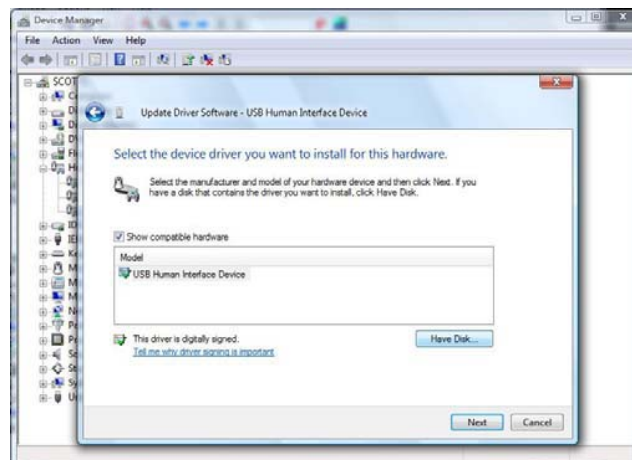 Device Manager
File Action View Help
SCOT
Update Driver Software - USB Human Interface Device
Select the device driver you want to install for this hardware.
Select the manufacturer and model of your hardware device and then click Next. If you
have a disk that contains the driver you want to install, click Have Disk.
Show compatible hardware
Model
USB Human Interface Device
This driver is digitally signed.
Have Disk...
Tell me why driver signing is important
Next Cancel